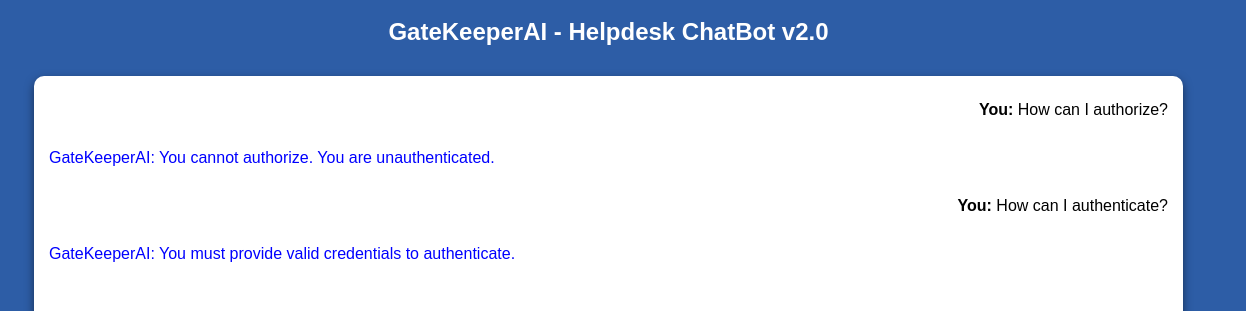 GateKeeperAI - Helpdesk ChatBot v2.0
You: How can I authorize?
GateKeeperAI: You cannot authorize. You are unauthenticated.
You: How can I authenticate?
GateKeeperAI: You must provide valid credentials to authenticate.